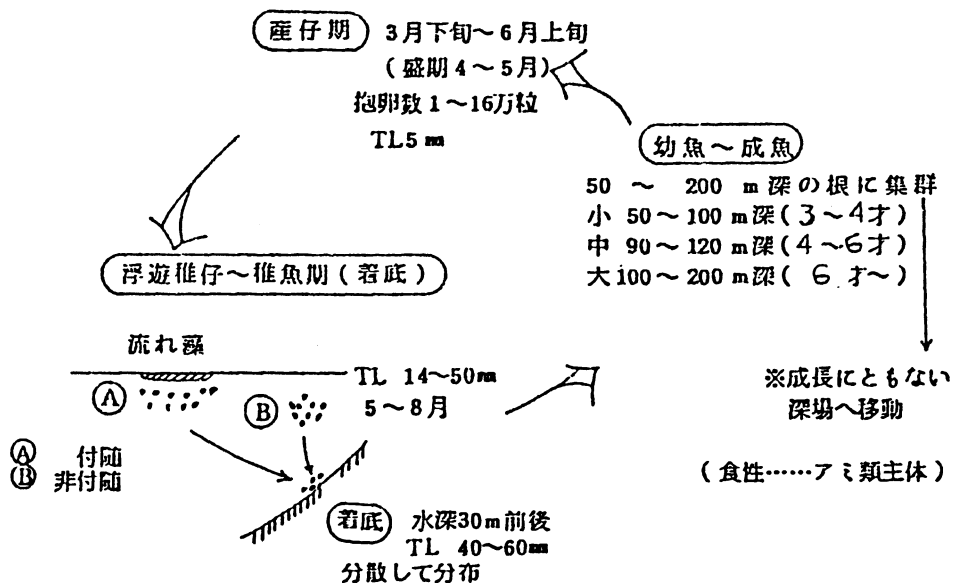 産仔期 3月下旬~6月上旬
(盛期4~5月)
抱卵数1~16万粒
TL5㎜
幼魚~成魚
50 ~ 200 m深の根に集群
小 50~100 m深(3~4才)
中 90~120 m深(4~6才)
大100~200 m深(6才~)
浮遊稚仔~稚魚期(着底)
流れ藻
TL 14~50㎜
5~8月
Ⓐ
Ⓑ
Ⓐ 付随
Ⓑ 非付随
※成長にともない
深場へ移動
(食性……アミ類主体)
着底 水深30m前後
TL 40~60㎜
分散して分布